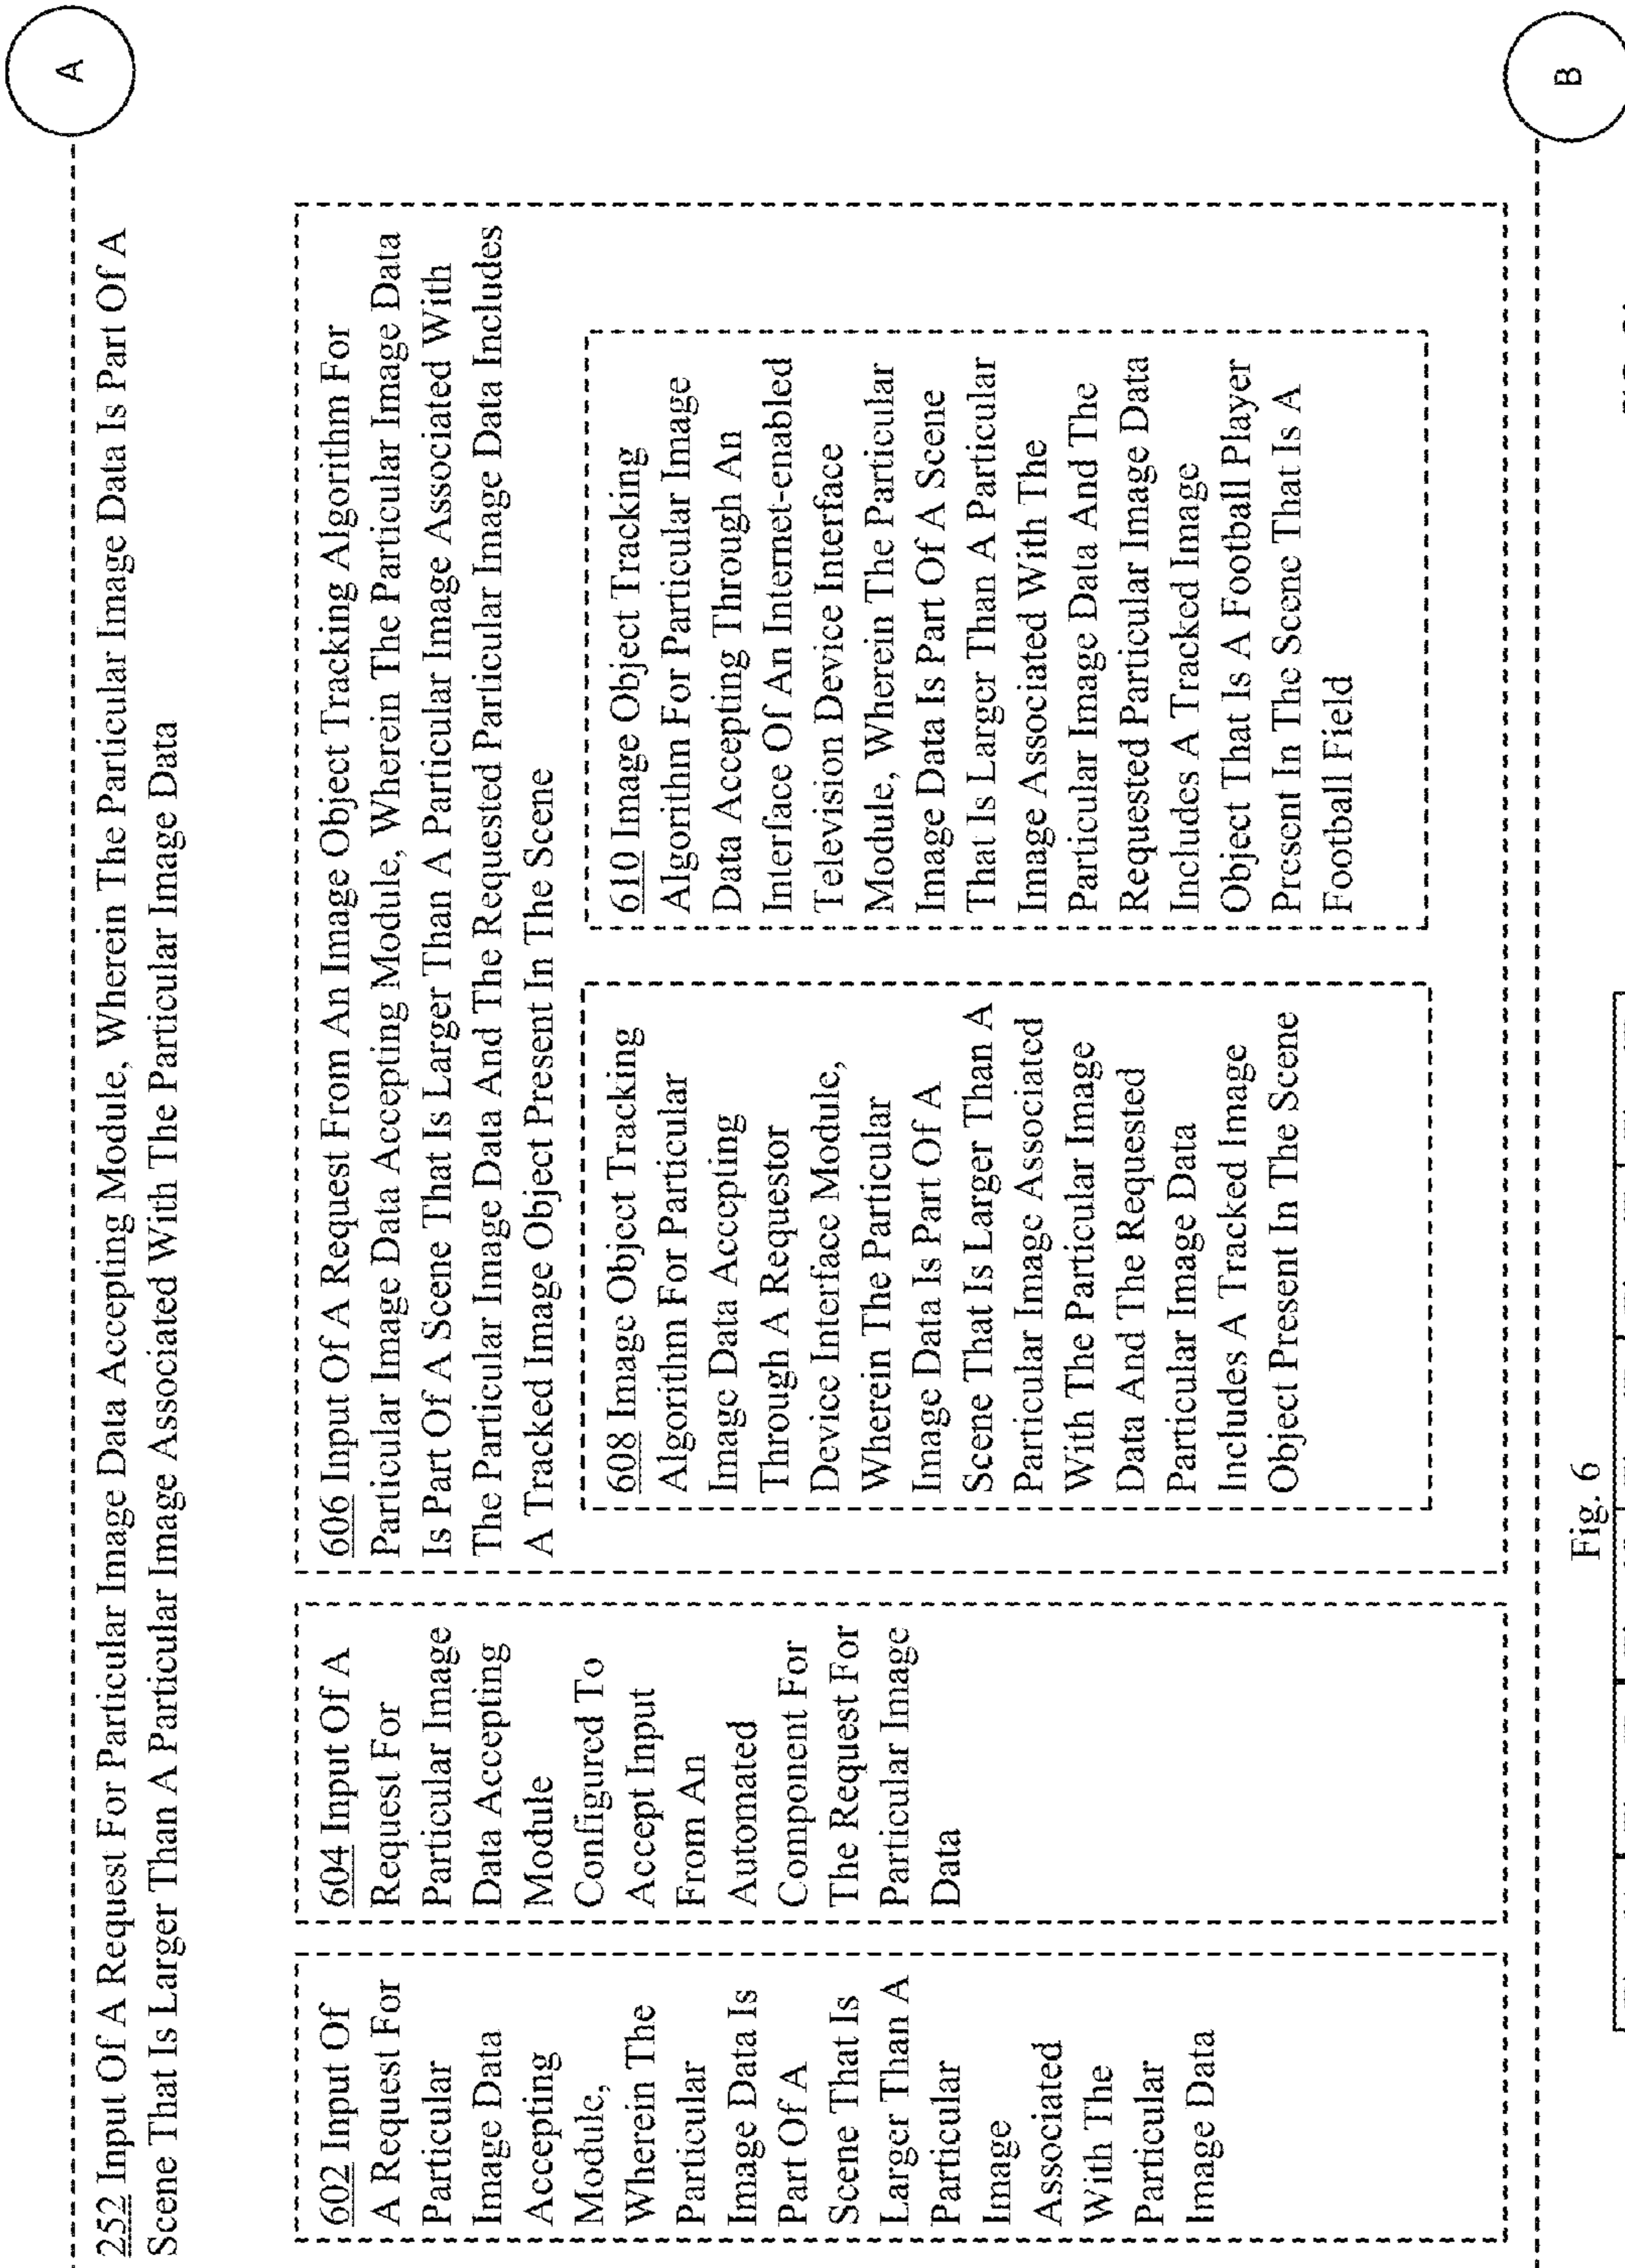 252 Input Of A Request For Particular Image Data Accepting Module, Wherein The Particular Image Data Is Part Of A
Scene That Is Larger Than A Particular Image Associated With The Particular Image Data
A
602 Input Of
A Request For
Particular
Image Data
Accepting
Module,
Wherein The
Particular
Image Data Is
Part Of A
Scene That Is
Larger Than A
Particular
Image
Associated
With The
Particular
Image Data
604 Input Of A
Request For
Particular Image
Data Accepting
Module
Configured To
Accept Input
From An
Automated
Component For
The Request For
Particular Image
Data
606 Input Of A Request From An Image Object Tracking Algorithm For
Particular Image Data Accepting Module, Wherein The Particular Image Data
Is Part Of A Scene That Is Larger Than A Particular Image Associated With
The Particular Image Data And The Requested Particular Image Data Includes
A Tracked Image Object Present In The Scene
608 Image Object Tracking
Algorithm For Particular
Image Data Accepting
Through A Requestor
Device Interface Module,
Wherein The Particular
Image Data Is Part Of A
Scene That Is Larger Than A
Particular Image Associated
With The Particular Image
Data And The Requested
Particular Image Data
Includes A Tracked Image
Object Present In The Scene
610 Image Object Tracking
Algorithm For Particular Image
Data Accepting Through An
Interface Of An Internet-enabled
Television Device Interface
Module, Wherein The Particular
Image Data Is Part Of A Scene
That Is Larger Than A Particular
Image Associated With The
Particular Image Data And The
Requested Particular Image Data
Includes A Tracked Image
Object That Is A Football Player
Present In The Scene That Is A
Football Field
B
Fig. 6